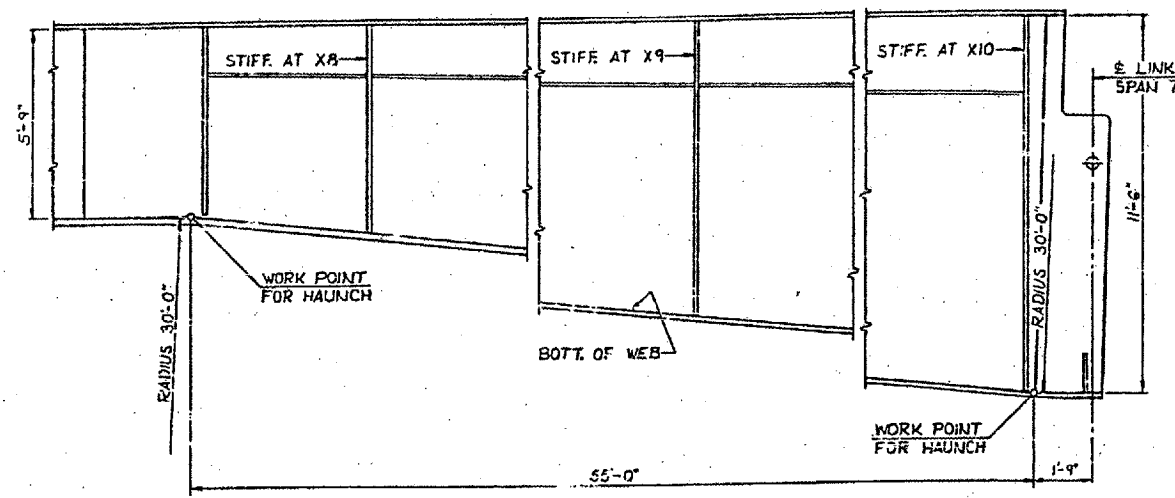 STIFF. AT X8
STIFF. AT X9
STIFF. AT X10
℄ LINK
SPAN
5'-9"
11'-6"
WORK POINT
FOR HAUNCH
RADIUS 30'-0"
RADIUS 30'-0"
BOTT. OF WEB
WORK POINT
FOR HAUNCH
55'-0"
1'-9"